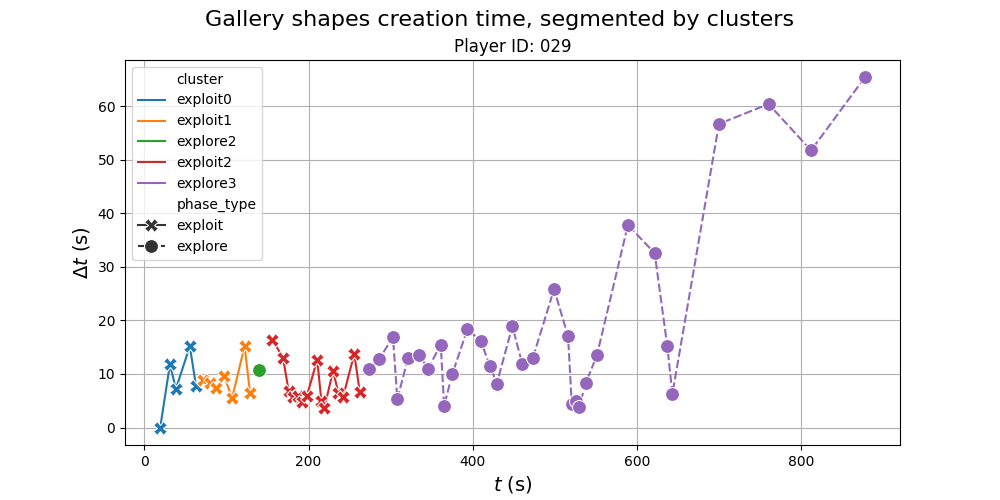 Gallery shapes creation time, segmented by clusters
Player ID: 029
cluster
exploit0
exploit1
explore2
exploit2
explore3
phase_type
exploit
explore
60
50
40
30
20
10
0
Δt (s)
0 200 400 600 800
t (s)